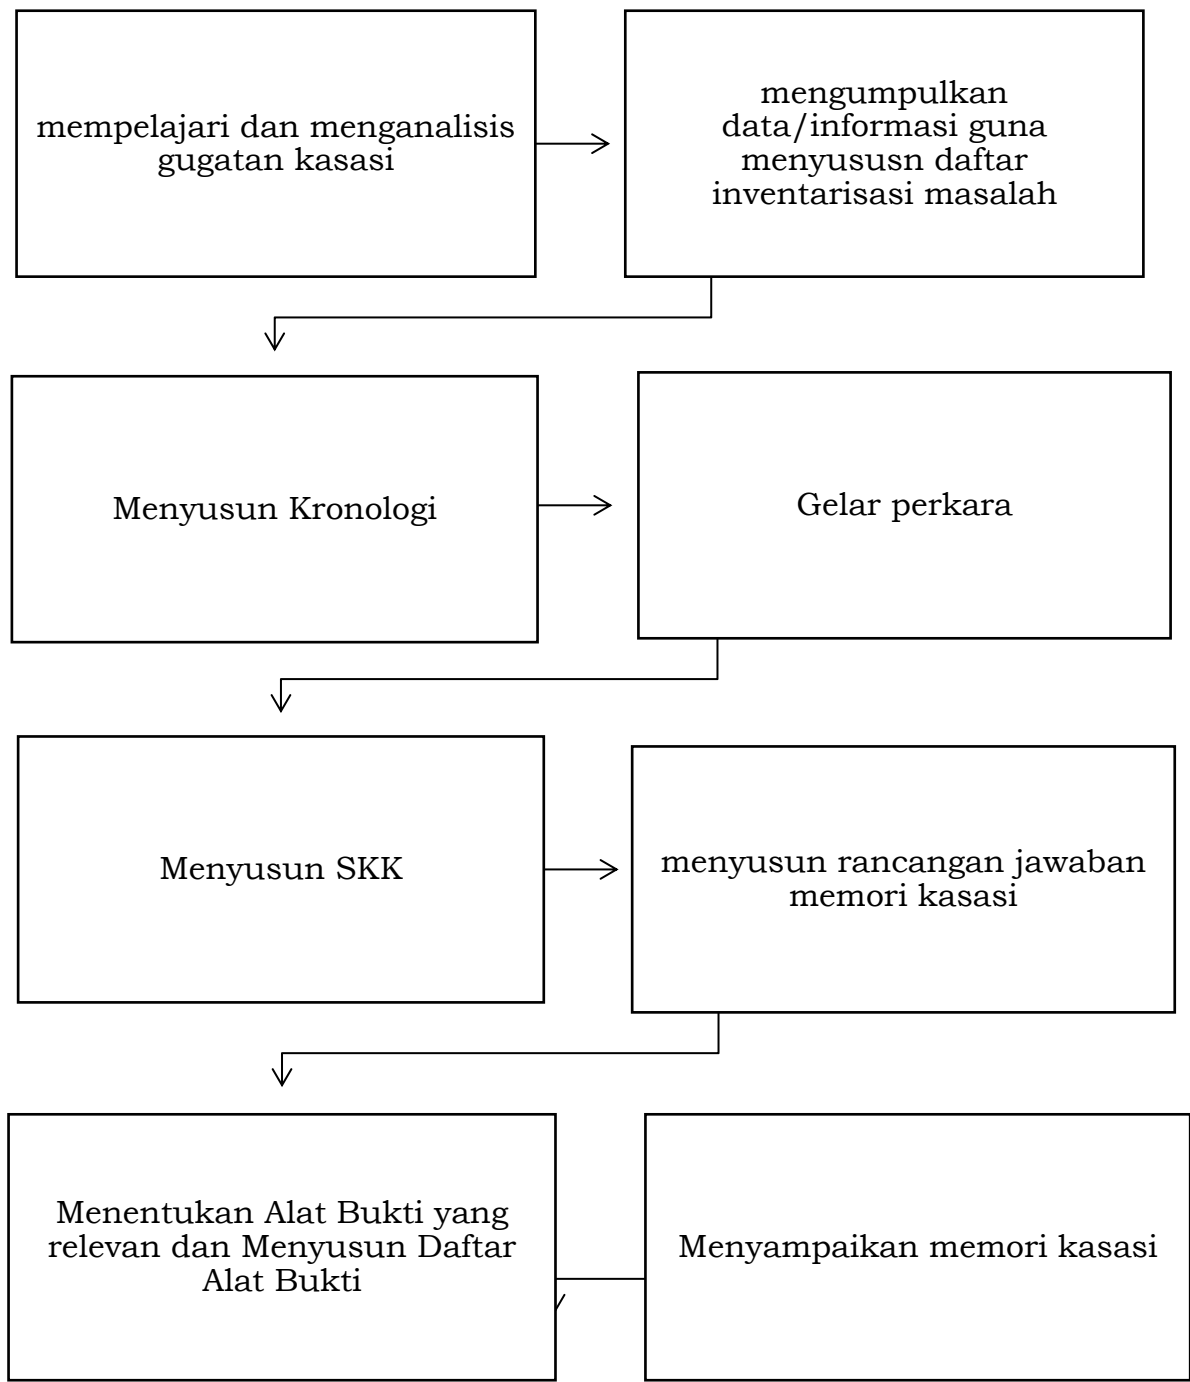 mempelajari dan menganalisis
gugatan kasasi
mengumpulkan
data/informasi guna
menyususn daftar
inventarisasi masalah
Menyusun Kronologi
Gelar perkara
Menyusun SKK
menyusun rancangan jawaban
memori kasasi
Menentukan Alat Bukti yang
relevan dan Menyusun Daftar
Alat Bukti
Menyampaikan memori kasasi